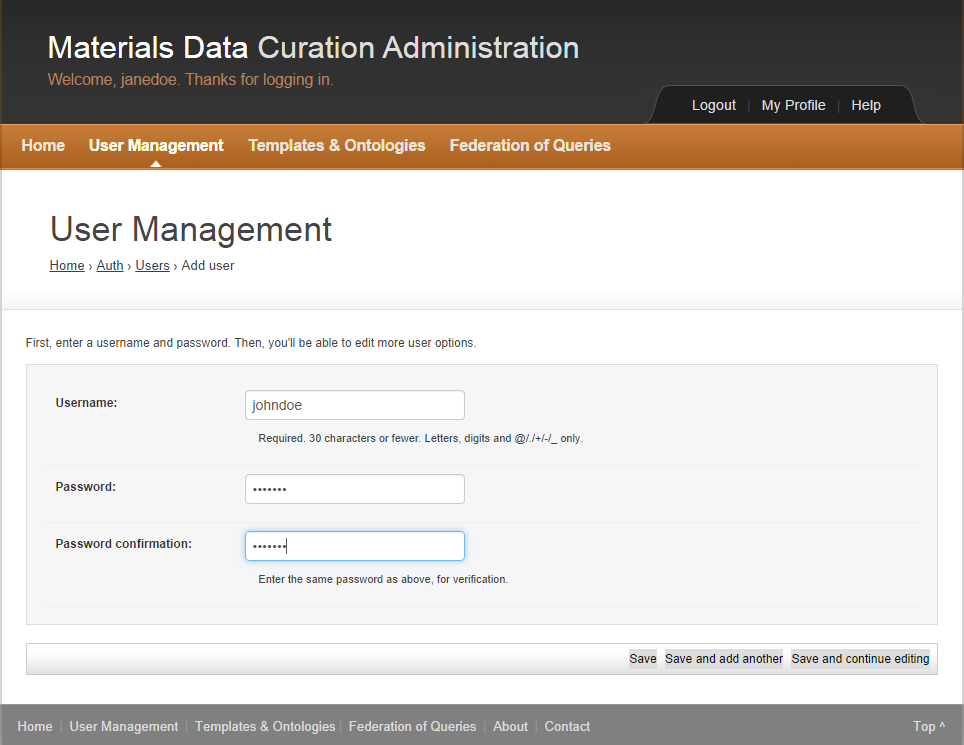 Materials Data Curation Administration
Welcome, janedoe. Thanks for logging in.
Logout | My Profile | Help
Home User Management Templates & Ontologies Federation of Queries
User Management
Home › Auth › Users › Add user
First, enter a username and password. Then, you'll be able to edit more user options.
Username: johndoe
Required. 30 characters or fewer. Letters, digits and @/./+/-/_ only.
Password: •••••••
Password confirmation: •••••••
Enter the same password as above, for verification.
Save Save and add another Save and continue editing
Home | User Management | Templates & Ontologies | Federation of Queries | About | Contact Top ^